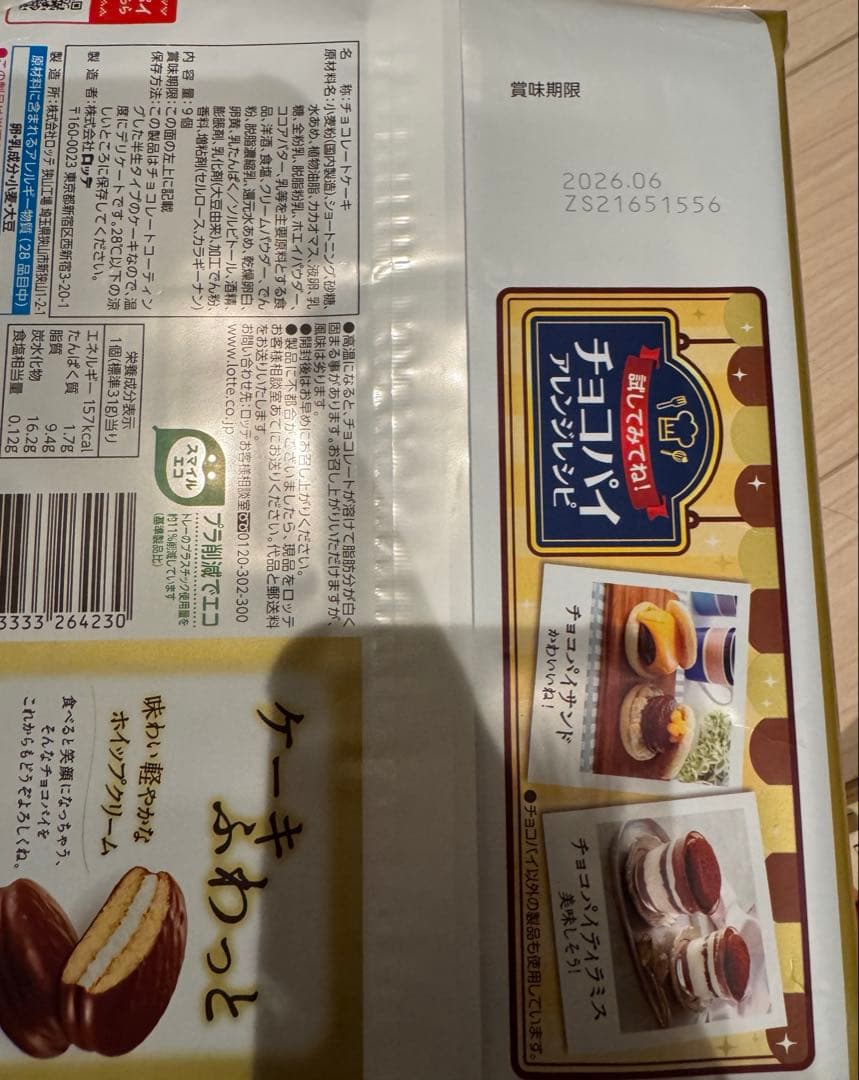 賞味期限
2026.06
ZS21651556
名　称:チョコレートケーキ
原材料名:小麦粉(国内製造)、ショートニング、砂糖、
水あめ、植物油脂、カカオマス、液卵、乳
糖、全粉乳、脱脂粉乳、ホエイパウダー、
ココアバター、乳等を主要原料とする食
品、洋酒、食塩、クリームパウダー、でん
粉、脱脂濃縮乳、還元水あめ、乾燥卵白、
卵黄、乳たんぱく/ソルビトール、酒精、
膨脹剤、乳化剤(大豆由来)、加工でん粉、
香料、増粘剤(セルロース、カラギーナン)
内 容 量:9個
賞味期限:この面の左上に記載
保存方法:この製品はチョコレートコーティン
グした半生タイプのケーキなので、温
度にデリケートです。28℃以下の涼
しいところに保存してください。
製 造 者:株式会社ロッテ
〒160-0023 東京都新宿区西新宿3-20-1
製 造 所:株式会社ロッテ 狭山工場 埼玉県狭山市新狭山1-2-1
原材料に含まれるアレルギー物質(28品目中)
卵・乳成分・小麦・大豆
●高温になると、チョコレートが溶けて脂肪分が白く
固まる事があります。お召し上がりいただけますが、
風味は劣ります。
●開封後はお早めにお召し上がりください。
●製品に不都合がございましたら、現品をロッテ
お客様相談室あてにお送りください。代品と郵送料
をお送りいたします。
お問い合わせ先:ロッテお客様相談室 0120-302-300
www.lotte.co.jp
栄養成分表示
1個(標準31g)当り
エネルギー 157kcal
たんぱく質 1.7g
脂質 9.4g
炭水化物 16.2g
食塩相当量 0.12g
スマイル
エコ
プラ削減でエコ
トレーのプラスチック使用量を
約11%削減しています
(基準製品比)
3333 264230
試してみてね!
チョコパイ
アレンジレシピ
チョコパイサンド
かわいいね!
チョコパイティラミス
美味しそう!
●チョコパイ以外の製品も使用しています。
ケーキ
ふわっと
味わい軽やかな
ホイップクリーム
食べると笑顔になっちゃう、
そんなチョコパイを
これからもどうぞよろしくね。